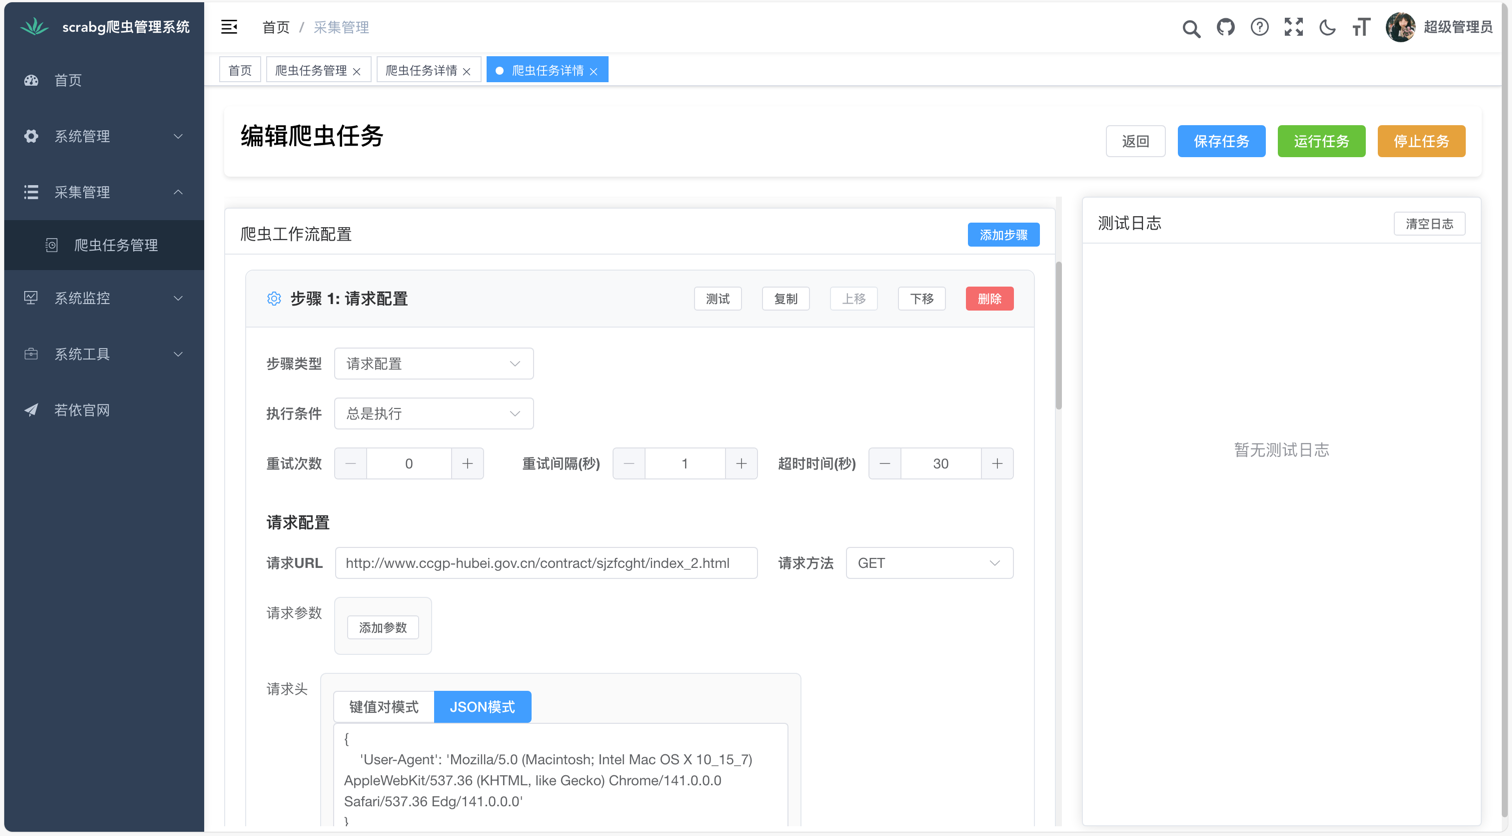 scrabg爬虫管理系统
首页 / 采集管理
超级管理员
首页
系统管理
采集管理
爬虫任务管理
系统监控
系统工具
若依官网
首页
爬虫任务管理
爬虫任务详情
爬虫任务详情
编辑爬虫任务
返回
保存任务
运行任务
停止任务
爬虫工作流配置
添加步骤
步骤 1: 请求配置
测试
复制
上移
下移
删除
步骤类型
请求配置
执行条件
总是执行
重试次数
0
重试间隔(秒)
1
超时时间(秒)
30
请求配置
请求URL
http://www.ccgp-hubei.gov.cn/contract/sjzfcght/index_2.html
请求方法
GET
请求参数
添加参数
请求头
键值对模式
JSON模式
{
'User-Agent': 'Mozilla/5.0 (Macintosh; Intel Mac OS X 10_15_7)
AppleWebKit/537.36 (KHTML, like Gecko) Chrome/141.0.0.0
Safari/537.36 Edg/141.0.0.0'
}
测试日志
清空日志
暂无测试日志